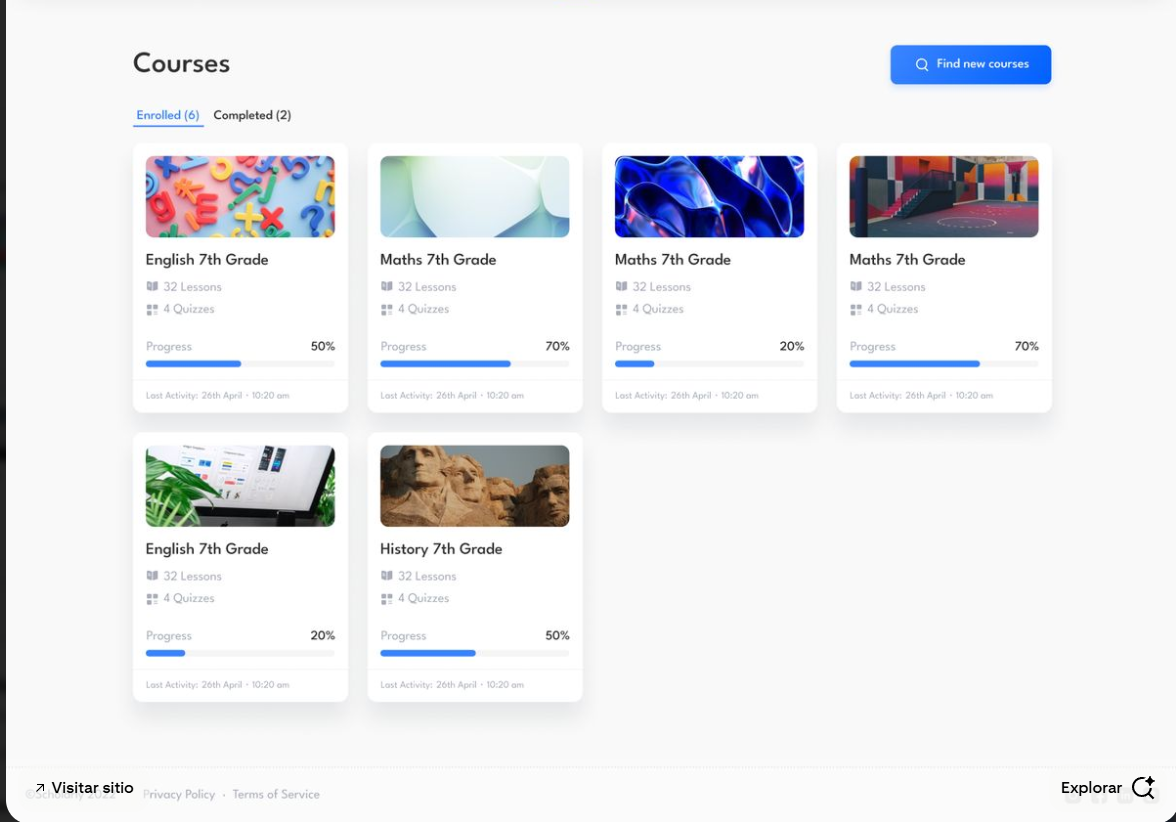 Courses
Find new courses
Enrolled (6) Completed (2)
English 7th Grade
32 Lessons
4 Quizzes
Progress 50%
Last Activity: 26th April · 10:20 am
Maths 7th Grade
32 Lessons
4 Quizzes
Progress 70%
Last Activity: 26th April · 10:20 am
Maths 7th Grade
32 Lessons
4 Quizzes
Progress 20%
Last Activity: 26th April · 10:20 am
Maths 7th Grade
32 Lessons
4 Quizzes
Progress 70%
Last Activity: 26th April · 10:20 am
English 7th Grade
32 Lessons
4 Quizzes
Progress 20%
Last Activity: 26th April · 10:20 am
History 7th Grade
32 Lessons
4 Quizzes
Progress 50%
Last Activity: 26th April · 10:20 am
Visitar sitio
Privacy Policy · Terms of Service
Explorar